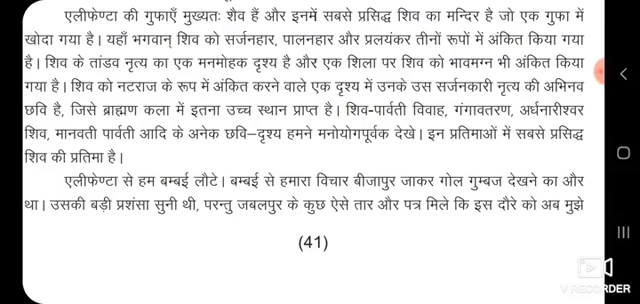 एलीफेण्टा की गुफाएँ मुख्यतः शैव हैं और इनमें सबसे प्रसिद्ध शिव का मन्दिर है जो एक गुफा में
खोदा गया है। यहाँ भगवान् शिव को सर्जनहार, पालनहार और प्रलयंकर तीनों रूपों में अंकित किया गया
है। शिव के तांडव नृत्य का एक मनमोहक दृश्य है और एक शिला पर शिव को भावमग्न भी अंकित किया
गया है। शिव को नटराज के रूप में अंकित करने वाले एक दृश्य में उनके उस सर्जनकारी नृत्य की अभिनव
छवि है, जिसे ब्राह्मण कला में इतना उच्च स्थान प्राप्त है। शिव-पार्वती विवाह, गंगावतरण, अर्धनारीश्वर
शिव, मानवती पार्वती आदि के अनेक छवि–दृश्य हमने मनोयोगपूर्वक देखे। इन प्रतिमाओं में सबसे प्रसिद्ध
शिव की प्रतिमा है।
एलीफेण्टा से हम बम्बई लौटे। बम्बई से हमारा विचार बीजापुर जाकर गोल गुम्बज देखने का और
था। उसकी बड़ी प्रशंसा सुनी थी, परन्तु जबलपुर के कुछ ऐसे तार और पत्र मिले कि इस दौरे को अब मुझे
(41)
V RECORDER